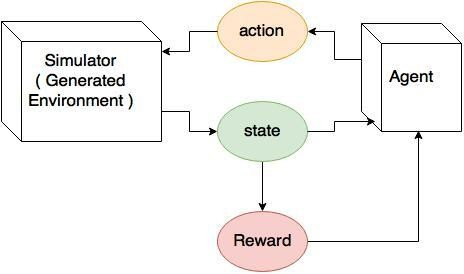 action
Simulator
( Generated
Environment )
Agent
state
Reward